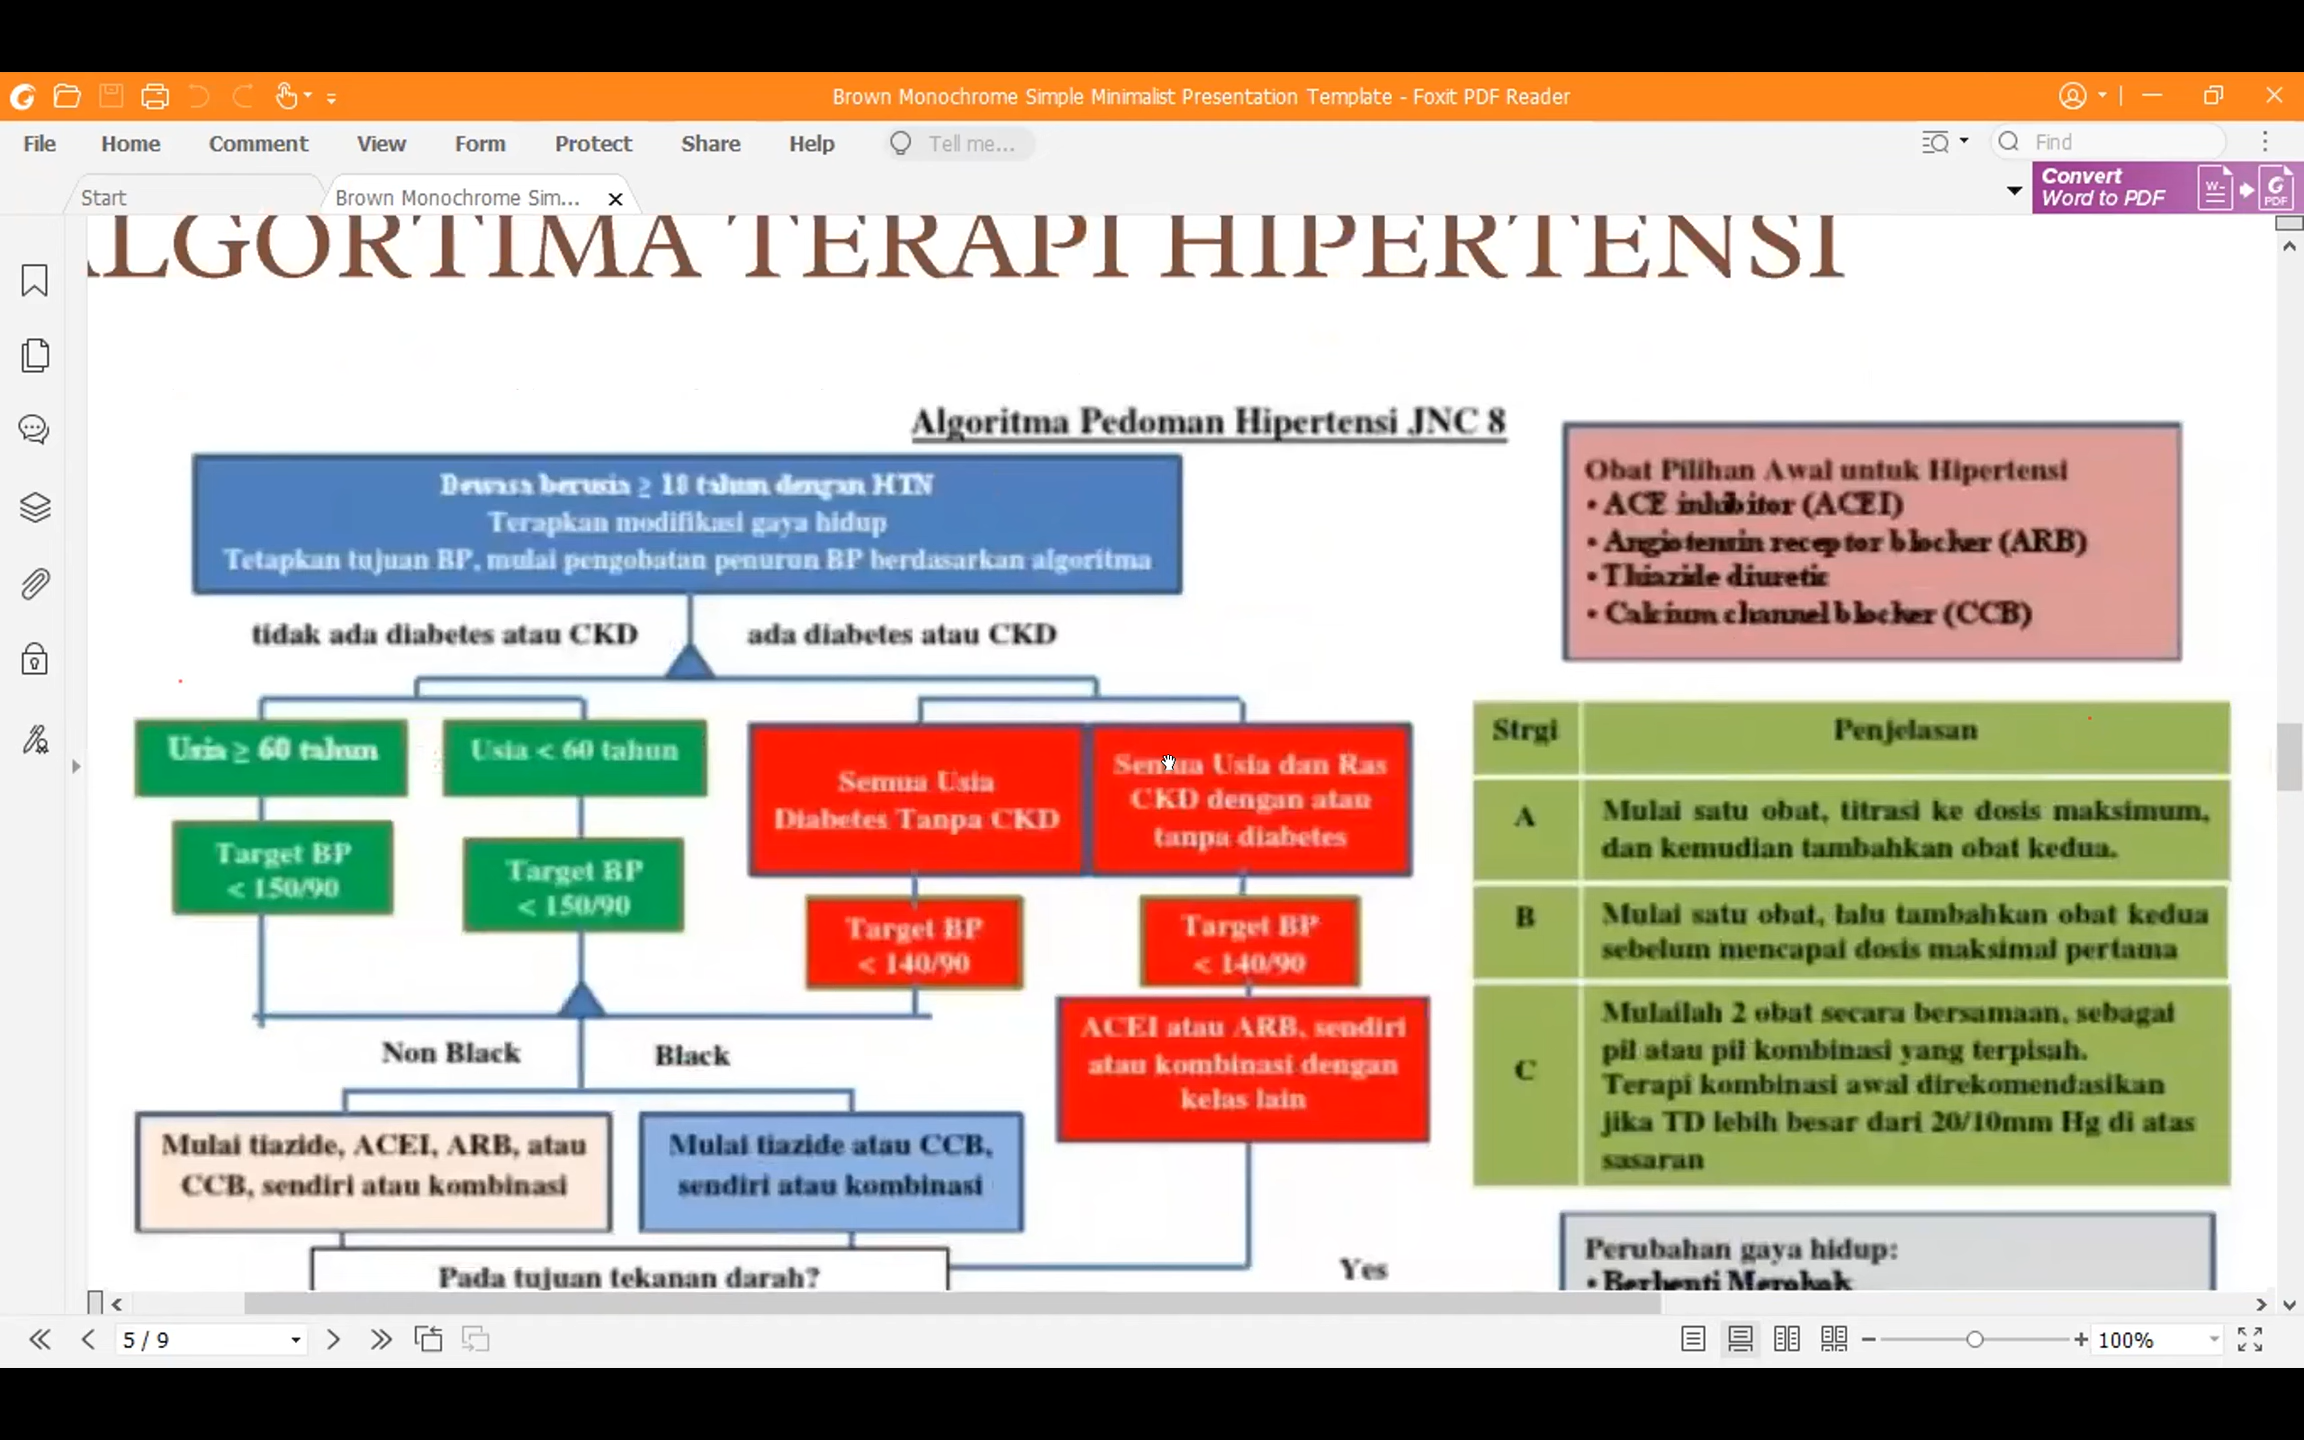 Brown Monochrome Simple Minimalist Presentation Template - Foxit PDF Reader
File Home Comment View Form Protect Share Help Tell me... Find
Start
Brown Monochrome Sim...
Convert
Word to PDF
W-
PDF
LGORTIMA TERAPI HIPERTENSI
Algoritma Pedoman Hipertensi JNC 8
Dewasa berusia ≥ 18 tahun dengan HTN
Terapkan modifikasi gaya hidup
Tetapkan tujuan BP, mulai pengobatan penurun BP berdasarkan algoritma
tidak ada diabetes atau CKD
ada diabetes atau CKD
Usia ≥ 60 tahun
Target BP
< 150/90
Usia < 60 tahun
Target BP
< 150/90
Semua Usia
Diabetes Tanpa CKD
Target BP
< 140/90
Semua Usia dan Ras
CKD dengan atau
tanpa diabetes
Target BP
< 140/90
ACEI atau ARB, sendiri
atau kombinasi dengan
kelas lain
Non Black
Black
Mulai tiazide, ACEI, ARB, atau
CCB, sendiri atau kombinasi
Mulai tiazide atau CCB,
sendiri atau kombinasi
Pada tujuan tekanan darah?
Yes
Obat Pilihan Awal untuk Hipertensi
• ACE inhibitor (ACEI)
• Angiotensin receptor blocker (ARB)
• Thiazide diuretic
• Calcium channel blocker (CCB)
Strgi Penjelasan
A Mulai satu obat, titrasi ke dosis maksimum,
dan kemudian tambahkan obat kedua.
B Mulai satu obat, lalu tambahkan obat kedua
sebelum mencapai dosis maksimal pertama
C Mulailah 2 obat secara bersamaan, sebagai
pil atau pil kombinasi yang terpisah.
Terapi kombinasi awal direkomendasikan
jika TD lebih besar dari 20/10mm Hg di atas
sasaran
Perubahan gaya hidup:
• Berhenti Merokok
5 / 9
100%